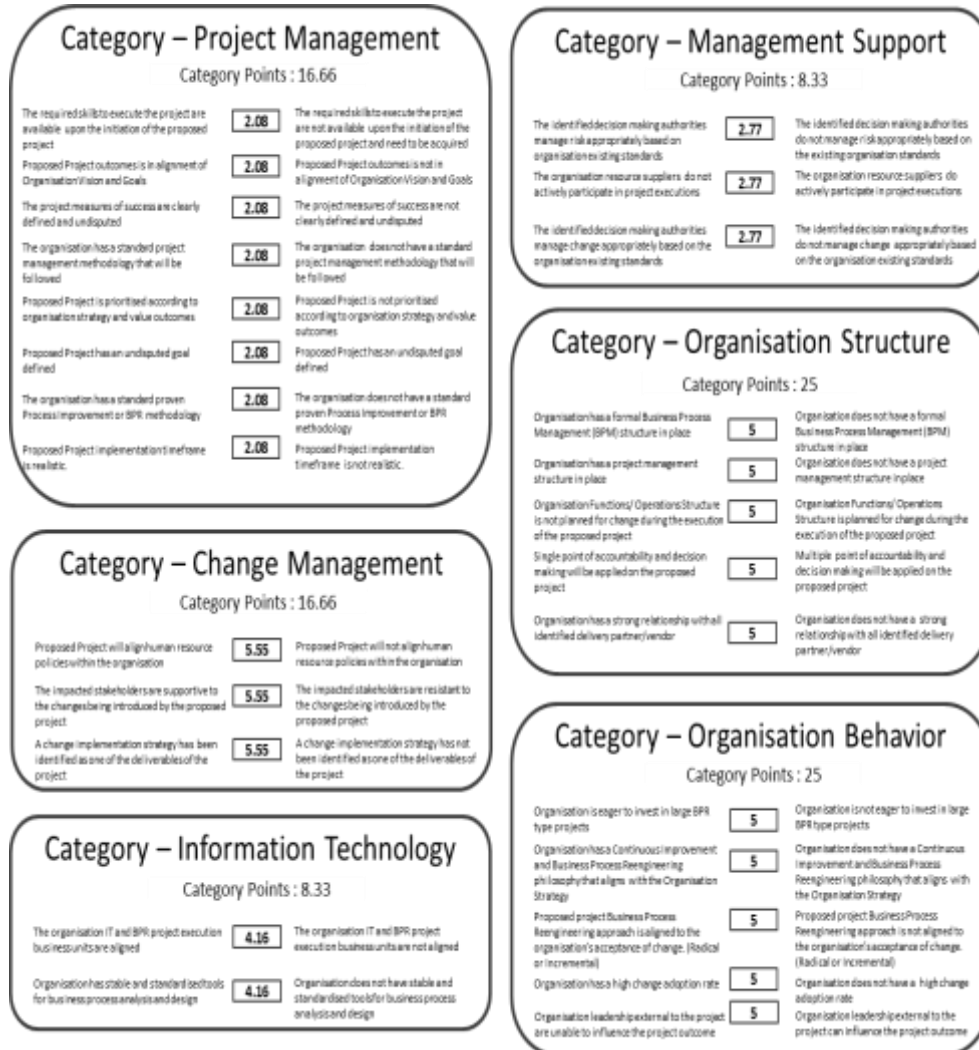 Category – Project Management
Category Points : 16.66
The required skills to execute the project are
available upon the initiation of the proposed
project
2.08
The required skills to execute the project
are not available upon the initiation of the
proposed project and need to be acquired
Proposed Project outcomes is in alignment of
Organisation Vision and Goals
2.08
Proposed Project outcomes is not in
alignment of Organisation Vision and Goals
The project measures of success are clearly
defined and undisputed
2.08
The project measures of success are not
clearly defined and undisputed
The organisation has a standard project
management methodology that will be
followed
2.08
The organisation does not have a standard
project management methodology that will
be followed
Proposed Project is prioritised according to
organisation strategy and value outcomes
2.08
Proposed Project is not prioritised
according to organisation strategy and value
outcomes
Proposed Project has an undisputed goal
defined
2.08
Proposed Project has an undisputed goal
defined
The organisation has a standard proven
Process Improvement or BPR methodology
2.08
The organisation does not have a standard
proven Process Improvement or BPR
methodology
Proposed Project implementation timeframe
is realistic.
2.08
Proposed Project implementation
timeframe is not realistic.
Category – Change Management
Category Points : 16.66
Proposed Project will align human resource
policies within the organisation
5.55
Proposed Project will not align human
resource policies within the organisation
The impacted stakeholders are supportive to
the changes being introduced by the proposed
project
5.55
The impacted stakeholders are resistant to
the changes being introduced by the
proposed project
A change implementation strategy has been
identified as one of the deliverables of the
project
5.55
A change implementation strategy has not
been identified as one of the deliverables of
the project
Category – Information Technology
Category Points : 8.33
The organisation IT and BPR project execution
business units are aligned
4.16
The organisation IT and BPR project
execution business units are not aligned
Organisation has stable and standardised tools
for business process analysis and design
4.16
Organisation does not have stable and
standardised tools for business process
analysis and design
Category – Management Support
Category Points : 8.33
The identified decision making authorities
manage risk appropriately based on
organisation existing standards
2.77
The identified decision making authorities
do not manage risk appropriately based on
the existing organisation standards
The organisation resource suppliers do not
actively participate in project executions
2.77
The organisation resource suppliers do
actively participate in project executions
The identified decision making authorities
manage change appropriately based on the
organisation existing standards
2.77
The identified decision making authorities
do not manage change appropriately based
on the organisation existing standards
Category – Organisation Structure
Category Points : 25
Organisation has a formal Business Process
Management (BPM) structure in place
5
Organisation does not have a formal
Business Process Management (BPM)
structure in place
Organisation has a project management
structure in place
5
Organisation does not have a project
management structure in place
Organisation Functions/ Operations Structure
is not planned for change during the execution
of the proposed project
5
Organisation Functions/ Operations
Structure is planned for change during the
execution of the proposed project
Single point of accountability and decision
making will be applied on the proposed
project
5
Multiple point of accountability and
decision making will be applied on the
proposed project
Organisation has a strong relationship with all
identified delivery partner/vendor
5
Organisation does not have a strong
relationship with all identified delivery
partner/vendor
Category – Organisation Behavior
Category Points : 25
Organisation is eager to invest in large BPR
type projects
5
Organisation is not eager to invest in large
BPR type projects
Organisation has a Continuous Improvement
and Business Process Reengineering
philosophy that aligns with the Organisation
Strategy
5
Organisation does not have a Continuous
Improvement and Business Process
Reengineering philosophy that aligns with
the Organisation Strategy
Proposed project Business Process
Reengineering approach is aligned to the
organisation's acceptance of change. (Radical
or Incremental)
5
Proposed project Business Process
Reengineering approach is not aligned to
the organisation's acceptance of change.
(Radical or Incremental)
Organisation has a high change adoption rate
5
Organisation does not have a high change
adoption rate
Organisation leadership external to the project
are unable to influence the project outcome
5
Organisation leadership external to the
project can influence the project outcome